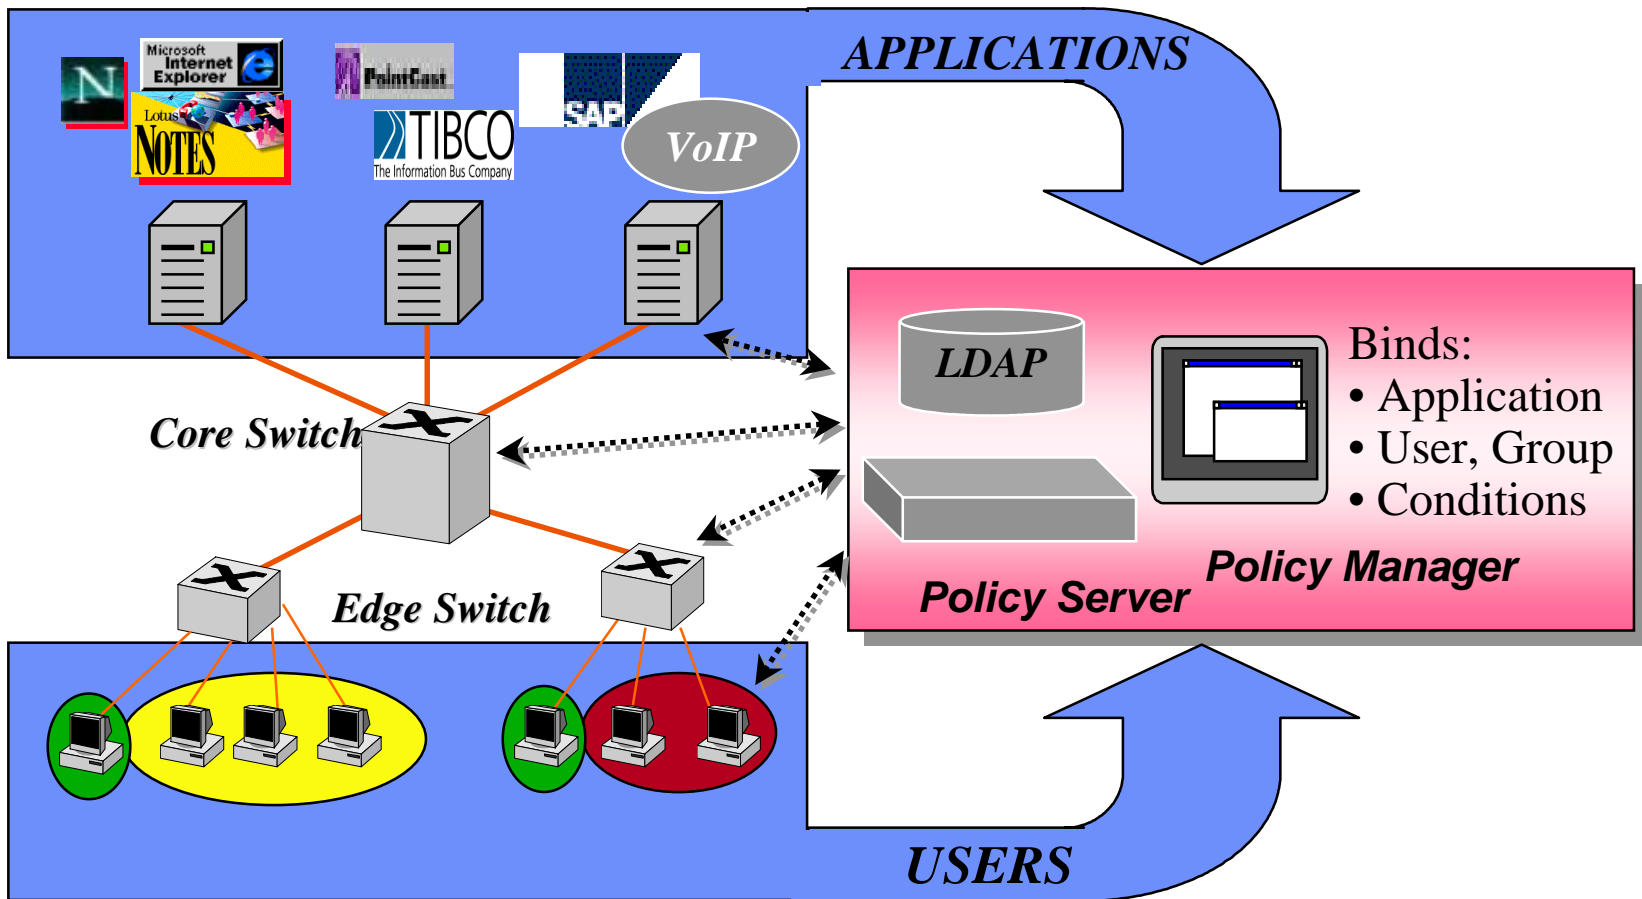 APPLICATIONS
Microsoft
Internet
Explorer
N
PointCast
SAP
Lotus
NOTES
TIBCO
The Information Bus Company
VoIP
LDAP
Binds:
• Application
• User, Group
• Conditions
Core Switch
Policy Manager
Policy Server
Edge Switch
USERS